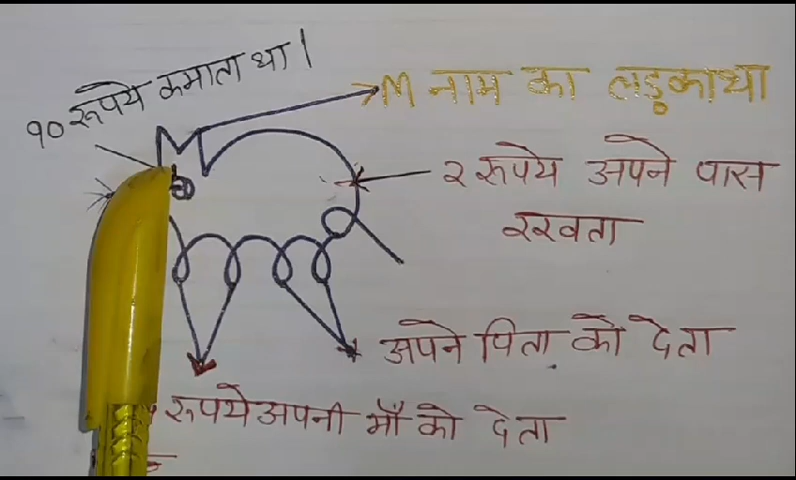 १० रूपये कमाता था।
M नाम का लड़का था
M
२ रूपये अपने पास
रखता
अपने पिता को देता
रूपये अपनी माँ को देता